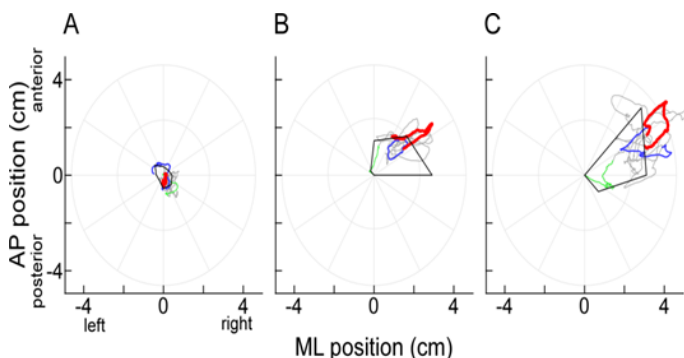 A
B
C
AP position (cm)
posterior
anterior
4
0
-4
-4
0
4
left
right
-4
0
4
-4
0
4
ML position (cm)